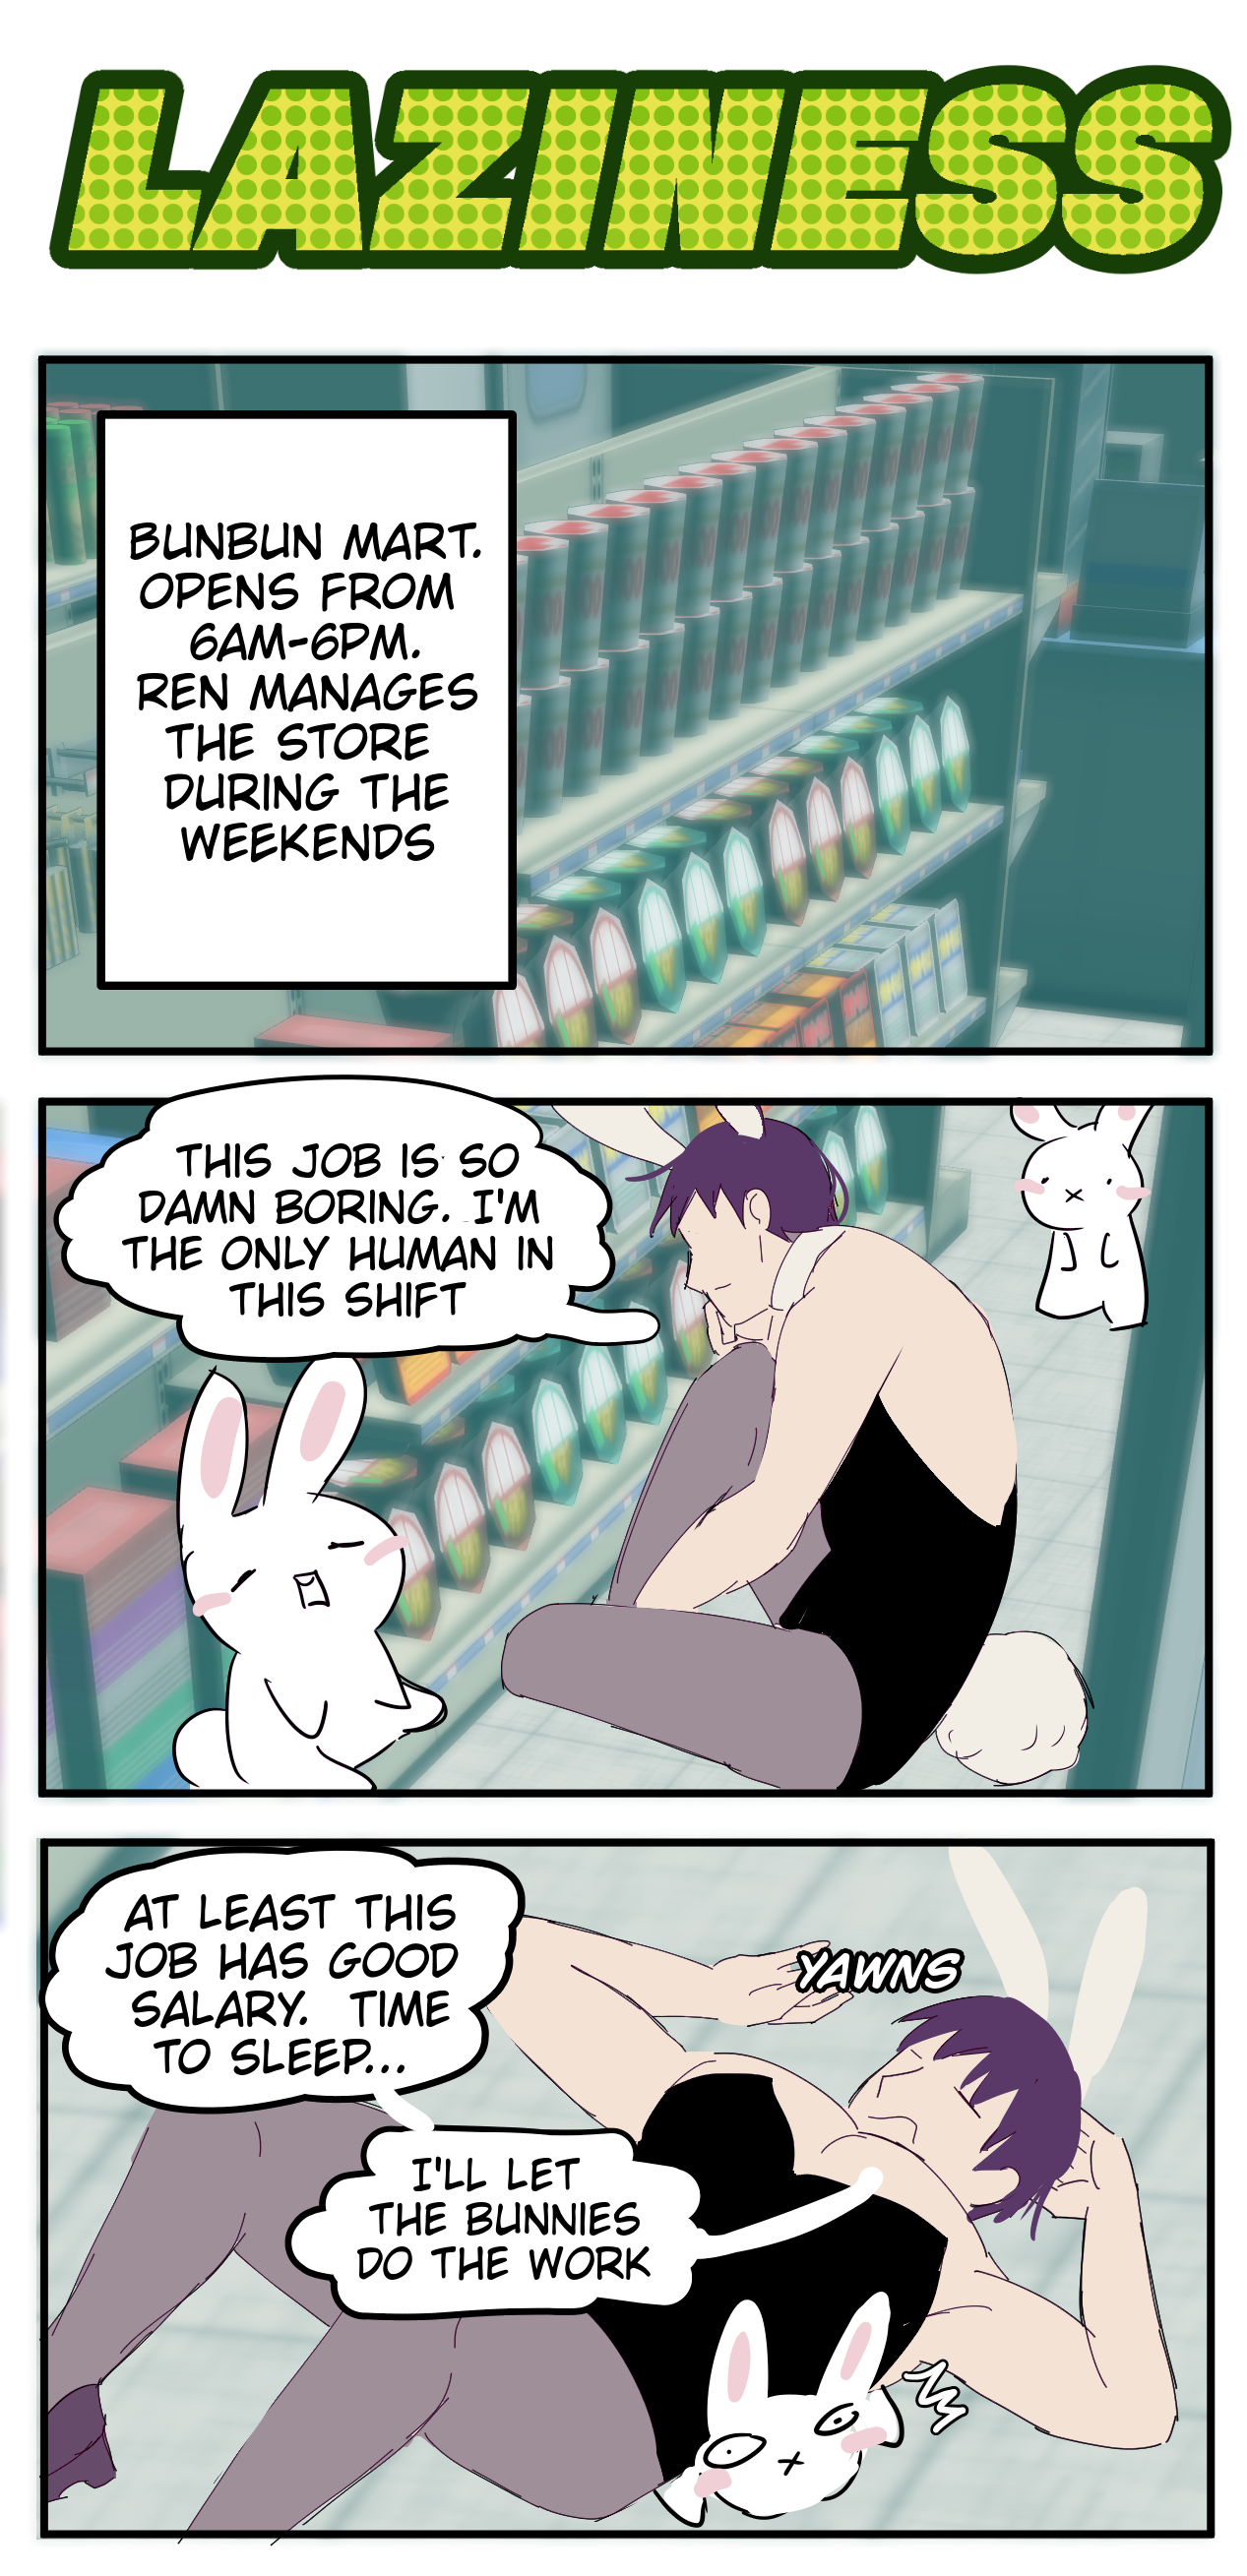 LAZINESS
BUNBUN MART.
OPENS FROM
6AM-6PM.
REN MANAGES
THE STORE
DURING THE
WEEKENDS
THIS JOB IS SO
DAMN BORING. I'M
THE ONLY HUMAN IN
THIS SHIFT
AT LEAST THIS
JOB HAS GOOD
SALARY. TIME
TO SLEEP...
YAWNS
I'LL LET
THE BUNNIES
DO THE WORK